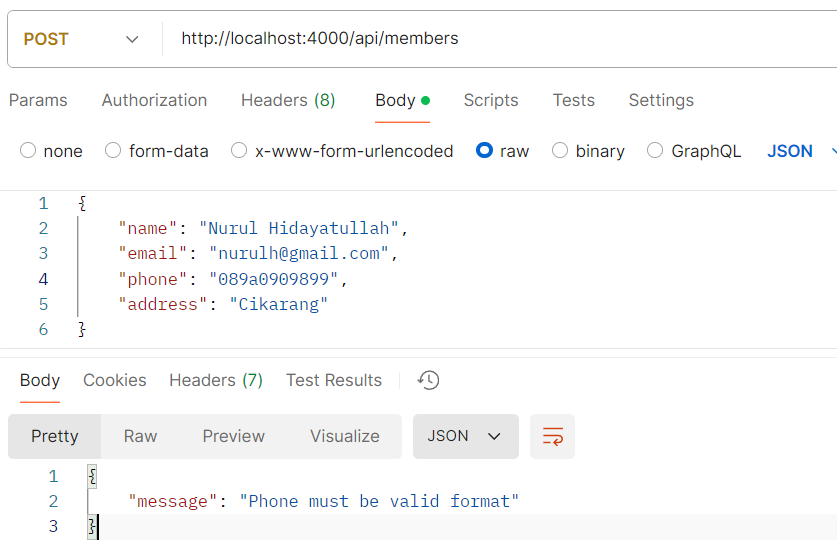 POST http://localhost:4000/api/members
Params Authorization Headers (8) Body Scripts Tests Settings
none form-data x-www-form-urlencoded raw binary GraphQL JSON
1 {
2 "name": "Nurul Hidayatullah",
3 "email": "nurulh@gmail.com",
4 "phone": "089a0909899",
5 "address": "Cikarang"
6 }
Body Cookies Headers (7) Test Results
Pretty Raw Preview Visualize JSON
1 {
2 "message": "Phone must be valid format"
3 }